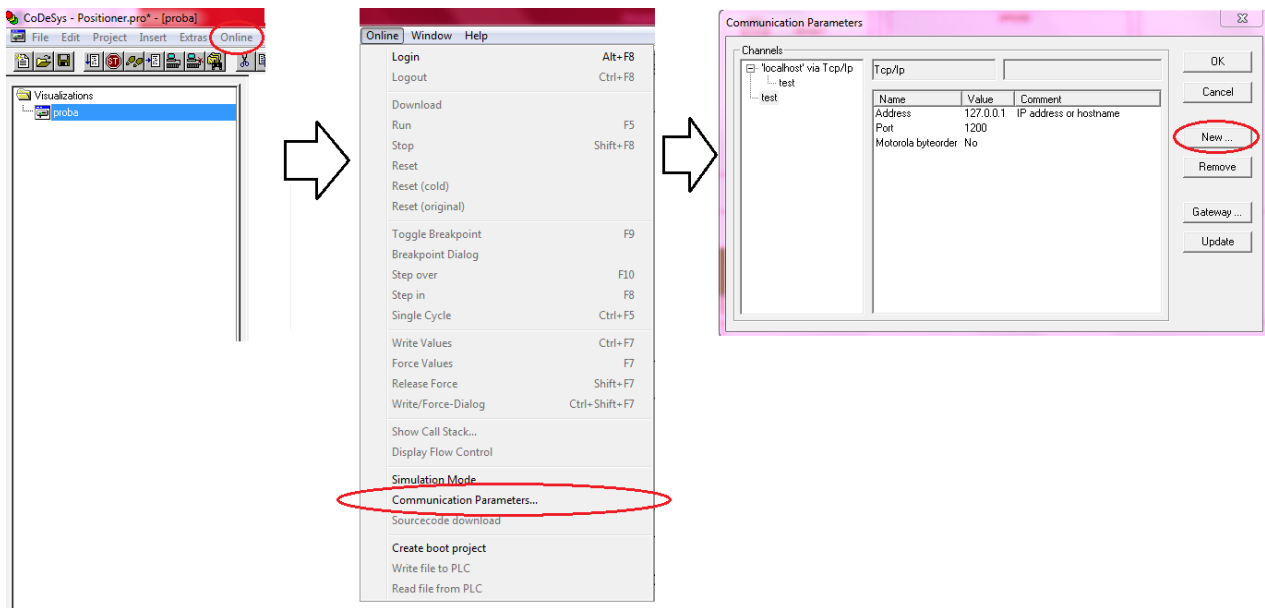 CoDeSys - Positioner.pro* - [proba]
File Edit Project Insert Extras Online
Visualizations
proba
Online Window Help
Login Alt+F8
Logout Ctrl+F8
Download
Run F5
Stop Shift+F8
Reset
Reset (cold)
Reset (original)
Toggle Breakpoint F9
Breakpoint Dialog
Step over F10
Step in F8
Single Cycle Ctrl+F5
Write Values Ctrl+F7
Force Values F7
Release Force Shift+F7
Write/Force-Dialog Ctrl+Shift+F7
Show Call Stack...
Display Flow Control
Simulation Mode
Communication Parameters...
Sourcecode download
Create boot project
Write file to PLC
Read file from PLC
Communication Parameters
Channels
'localhost' via Tcp/Ip
test
test
Tcp/Ip
Name Value Comment
Address 127.0.0.1 IP address or hostname
Port 1200
Motorola byteorder No
OK
Cancel
New ...
Remove
Gateway ...
Update